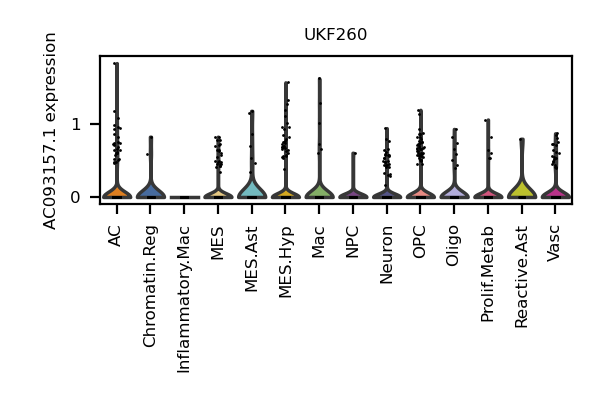 UKF260
AC093157.1 expression
1
0
AC
Chromatin.Reg
Inflammatory.Mac
MES
MES.Ast
MES.Hyp
Mac
NPC
Neuron
OPC
Oligo
Prolif.Metab
Reactive.Ast
Vasc